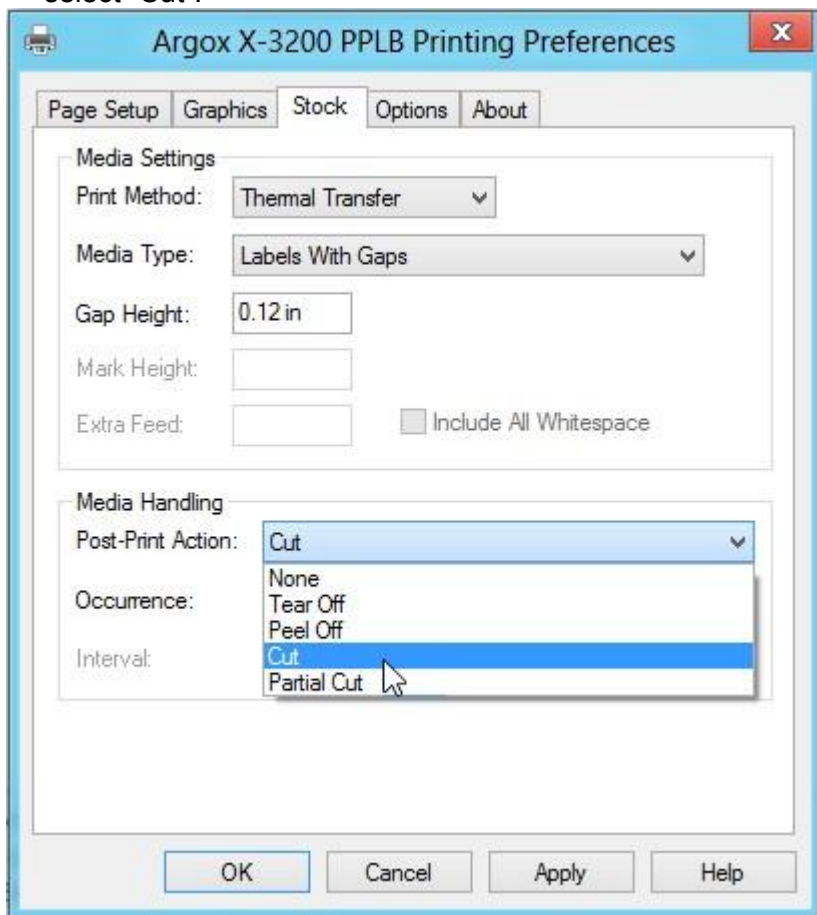 select "Cut".
Argox X-3200 PPLB Printing Preferences
Page Setup Graphics Stock Options About
Media Settings
Print Method: Thermal Transfer
Media Type: Labels With Gaps
Gap Height: 0.12 in
Mark Height:
Extra Feed: Include All Whitespace
Media Handling
Post-Print Action: Cut
None
Occurrence: Tear Off
Peel Off
Interval: Cut
Partial Cut
OK Cancel Apply Help